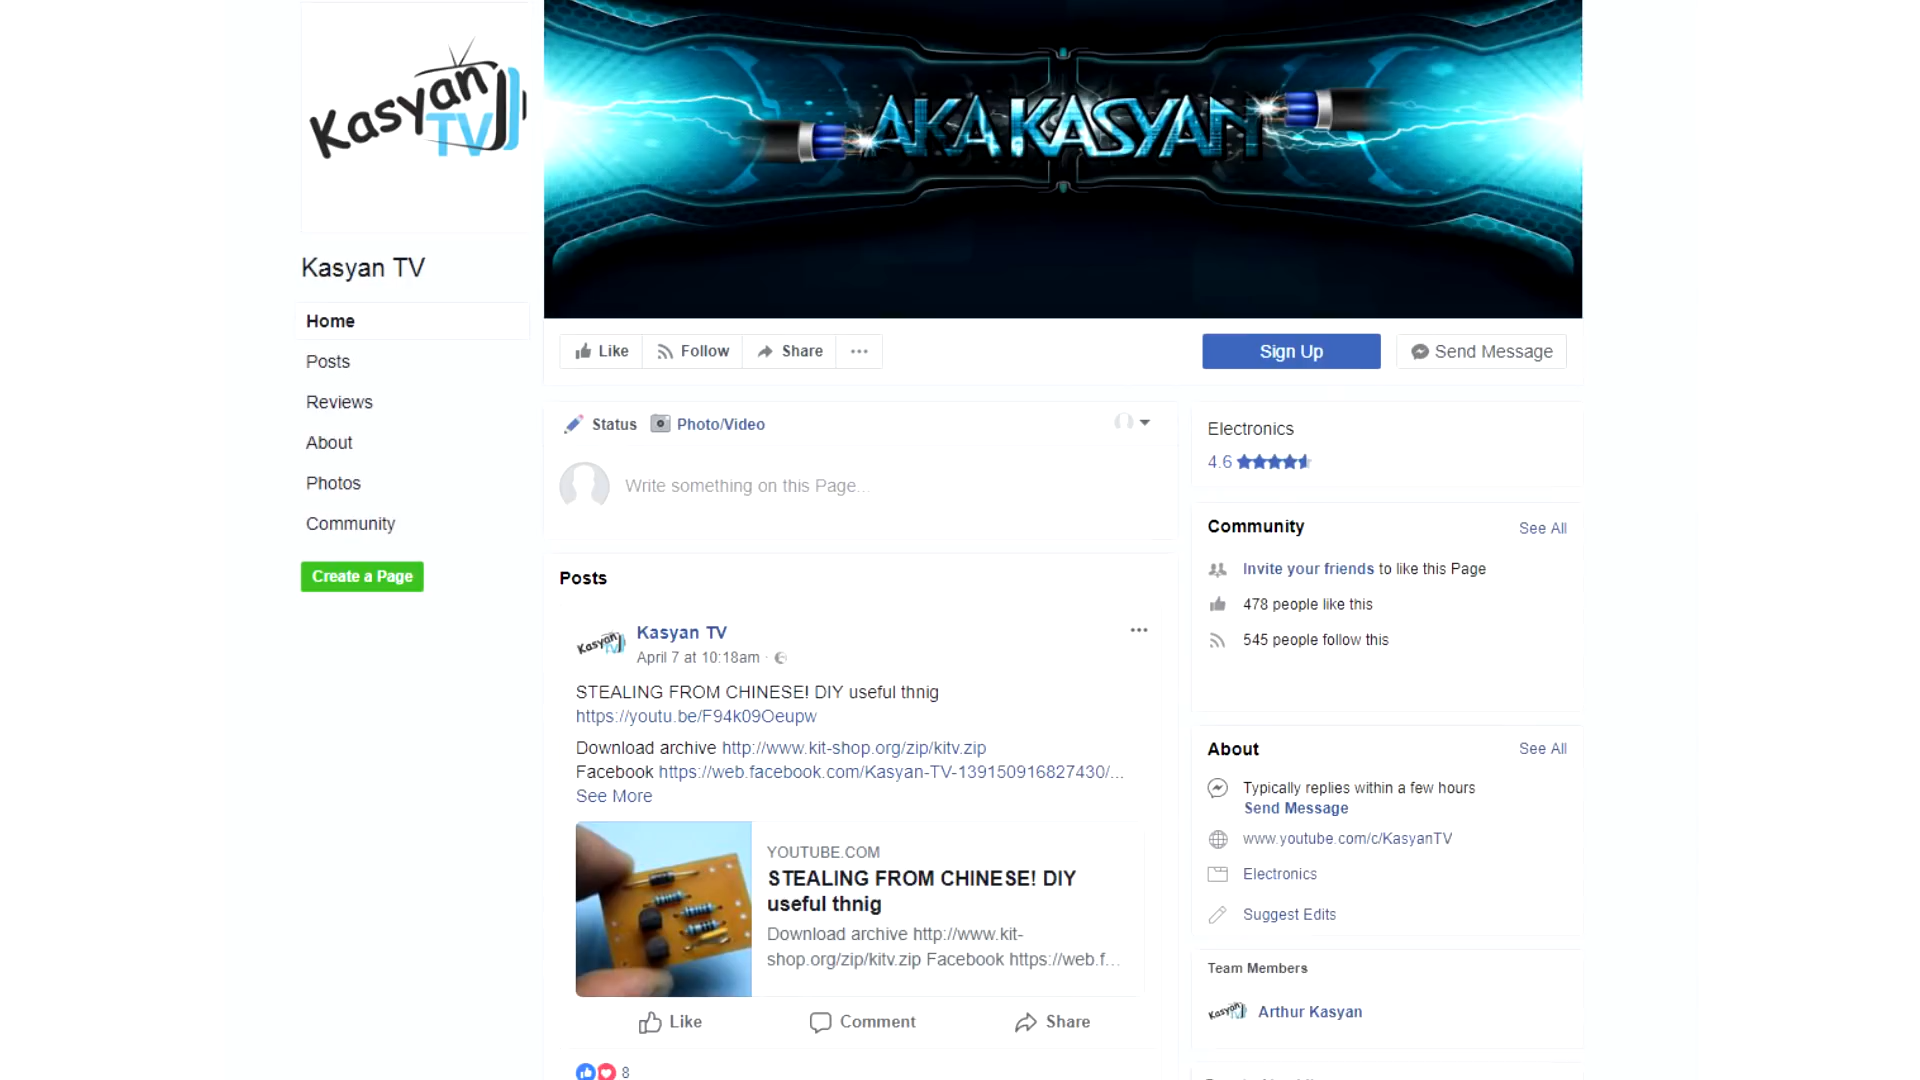 Kasyan TV
AKA KASYAN
Kasyan TV
Home
Posts
Reviews
About
Photos
Community
Create a Page
Like Follow Share
Sign Up Send Message
Status Photo/Video
Write something on this Page...
Posts
Kasyan TV
Kasyan TV
April 7 at 10:18am ·
STEALING FROM CHINESE! DIY useful thnig
https://youtu.be/F94k09Oeupw
Download archive http://www.kit-shop.org/zip/kitv.zip
Facebook https://web.facebook.com/Kasyan-TV-139150916827430/...
See More
YOUTUBE.COM
STEALING FROM CHINESE! DIY
useful thnig
Download archive http://www.kit-
shop.org/zip/kitv.zip Facebook https://web.f...
Like Comment Share
8
Electronics
4.6
Community See All
Invite your friends to like this Page
478 people like this
545 people follow this
About See All
Typically replies within a few hours
Send Message
www.youtube.com/c/KasyanTV
Electronics
Suggest Edits
Team Members
Kasyan TV
Arthur Kasyan